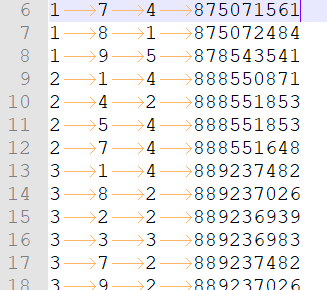 6 1 7 4 875071561
7 1 8 1 875072484
8 1 9 5 878543541
9 2 1 4 888550871
10 2 4 2 888551853
11 2 5 4 888551853
12 2 7 4 888551648
13 3 1 4 889237482
14 3 8 2 889237026
15 3 2 2 889236939
16 3 3 3 889236983
17 3 7 2 889237482
18 3 9 2 889237026